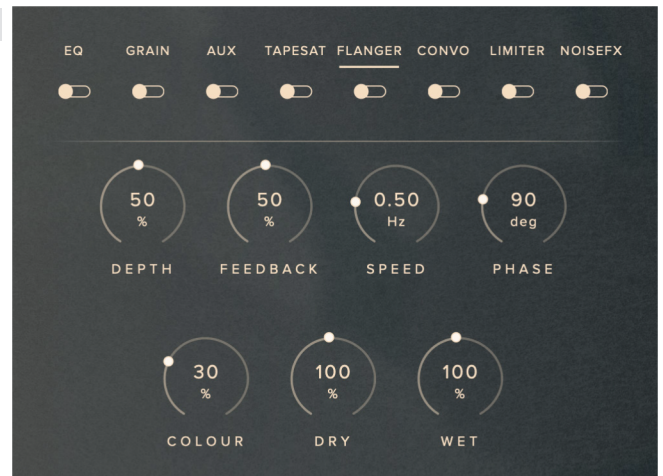 EQ GRAIN AUX TAPESAT FLANGER CONVO LIMITER NOISEFX
50 50 0.50 90
% % Hz deg
DEPTH FEEDBACK SPEED PHASE
30 100 100
% % %
COLOUR DRY WET